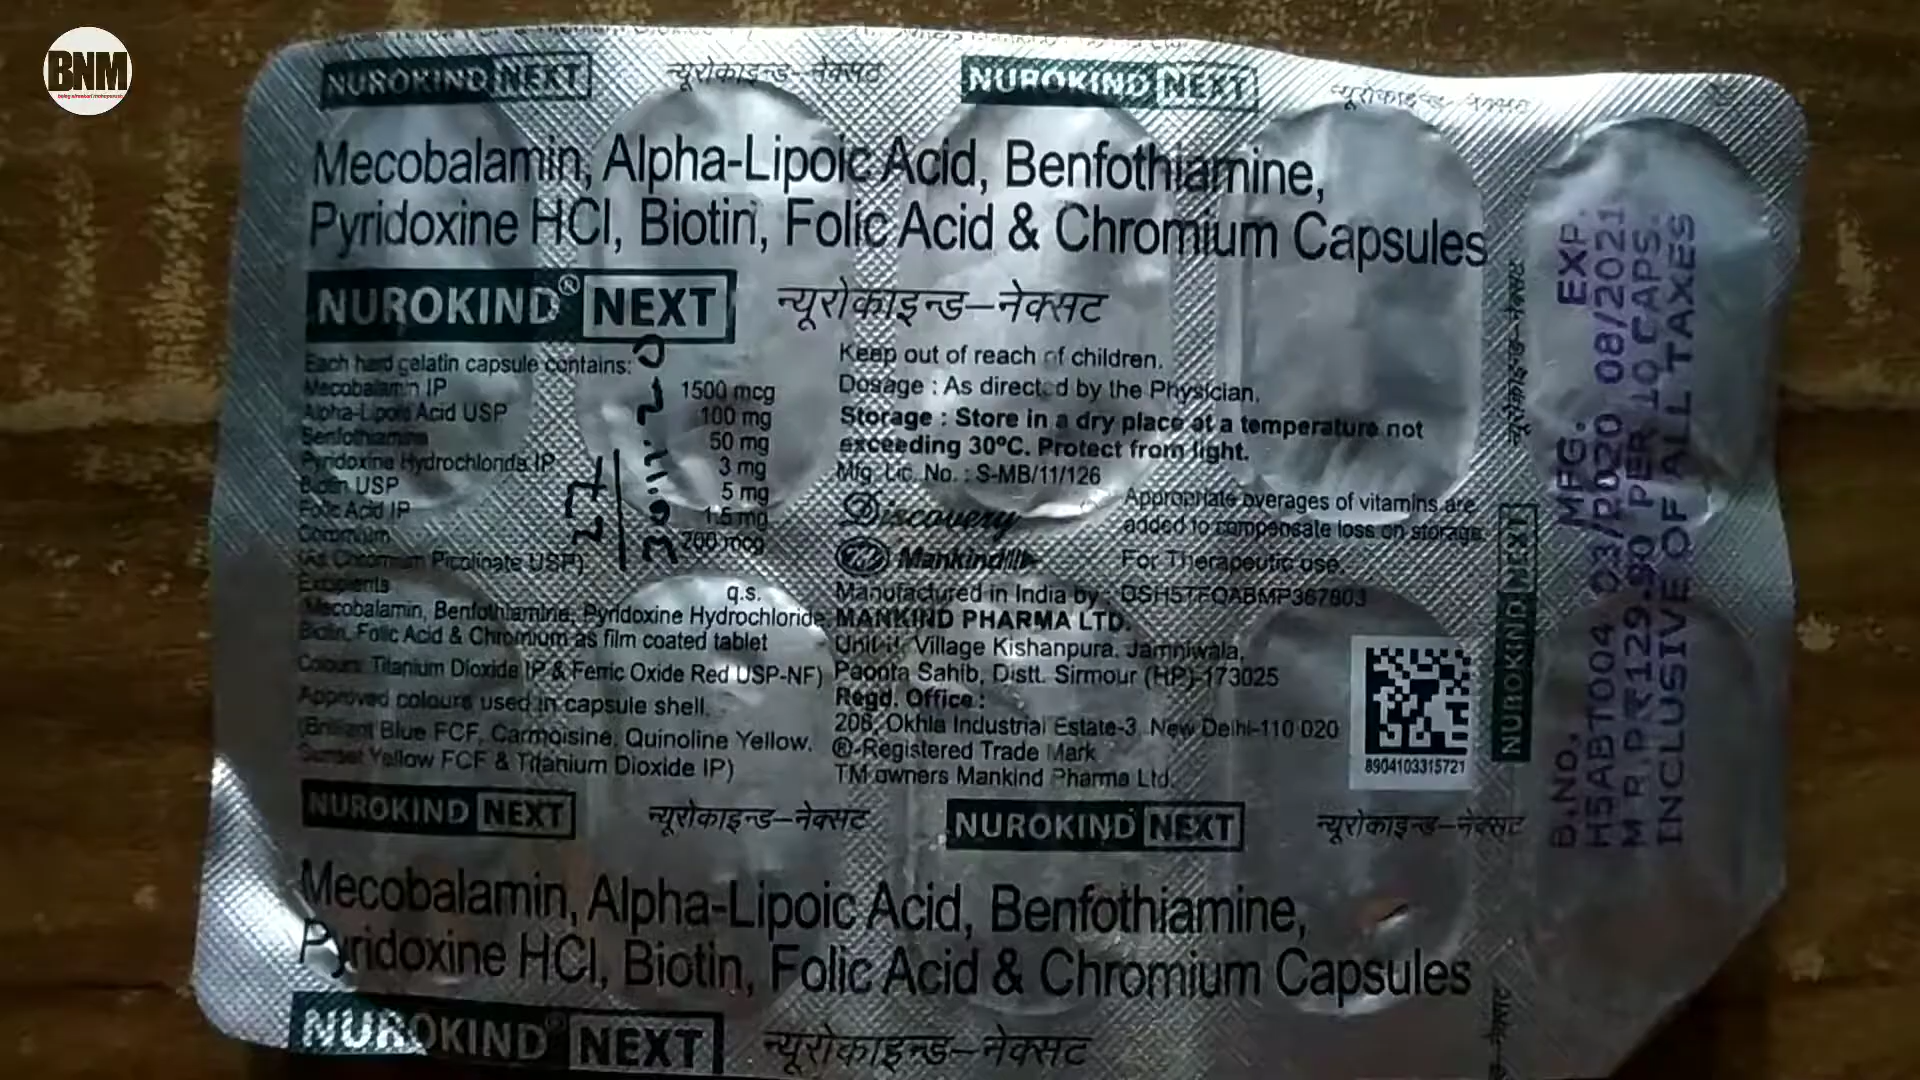 BNM
NUROKIND NEXT न्यूरोकाइन्ड-नेक्सट NUROKIND NEXT न्यूरोकाइन्ड-नेक्सट
Mecobalamin, Alpha-Lipoic Acid, Benfothiamine,
Pyridoxine HCl, Biotin, Folic Acid & Chromium Capsules
NUROKIND® NEXT न्यूरोकाइन्ड-नेक्सट
Each hard gelatin capsule contains:
Mecobalamin IP 1500 mcg
Alpha-Lipoic Acid USP 100 mg
Benfothiamine 50 mg
Pyridoxine Hydrochloride IP 3 mg
Biotin USP 5 mg
Folic Acid IP 1.5 mg
Chromium 200 mcg
(As Chromium Picolinate USP)
Excipients q.s.
Mecobalamin, Benfothiamine, Pyridoxine Hydrochloride,
Biotin, Folic Acid & Chromium as film coated tablet
Colours: Titanium Dioxide IP & Ferric Oxide Red USP-NF)
Approved colours used in capsule shell.
(Brilliant Blue FCF, Carmoisine, Quinoline Yellow,
Sunset Yellow FCF & Titanium Dioxide IP)
27
30.11.20
Keep out of reach of children.
Dosage : As directed by the Physician.
Storage : Store in a dry place at a temperature not
exceeding 30°C. Protect from light.
Mfg. Lic. No. : S-MB/11/126
Discovery
Mankind
Appropriate overages of vitamins are
added to compensate loss on storage.
For Therapeutic use.
Manufactured in India by : DSH5TFQABMP367803
MANKIND PHARMA LTD.
Unit-II, Village Kishanpura, Jamniwala,
Paonta Sahib, Distt. Sirmour (HP)-173025
Regd. Office :
208, Okhla Industrial Estate-3, New Delhi-110 020
®-Registered Trade Mark
TM owners Mankind Pharma Ltd.
8904103315721
न्यूरोकाइन्ड-नेक्सट
NUROKIND NEXT
B.NO. MFG. EXP.
H5ABT004 03/2020 08/2021
M.R.P.₹129.90 PER 10 CAPS.
INCLUSIVE OF ALL TAXES
NUROKIND NEXT न्यूरोकाइन्ड-नेक्सट NUROKIND NEXT न्यूरोकाइन्ड-नेक्सट
Mecobalamin, Alpha-Lipoic Acid, Benfothiamine,
Pyridoxine HCl, Biotin, Folic Acid & Chromium Capsules
NUROKIND® NEXT न्यूरोकाइन्ड-नेक्सट